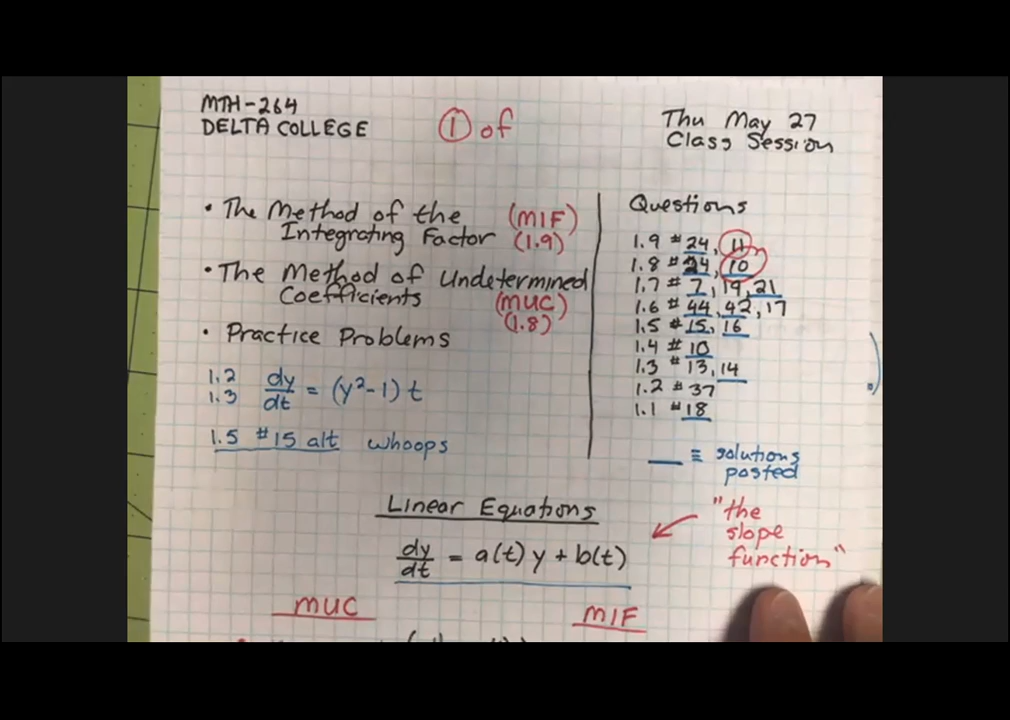 MTH-264
DELTA COLLEGE
① of
Thu May 27
Class Session
• The Method of the
Integrating Factor
(MIF)
(1.9)
• The Method of Undetermined
Coefficients
(MUC)
(1.8)
• Practice Problems
1.2
1.3
dy/dt = (y²-1) t
1.5 #15 alt whoops
Questions
1.9 #24, 11
1.8 #24, 10
1.7 #7, 19, 21
1.6 #44, 42, 17
1.5 #15, 16
1.4 #10
1.3 #13, 14
1.2 #37
1.1 #18
__ ≡ solutions
posted
Linear Equations
dy/dt = a(t) y + b(t)
"the
slope
function"
MUC
MIF